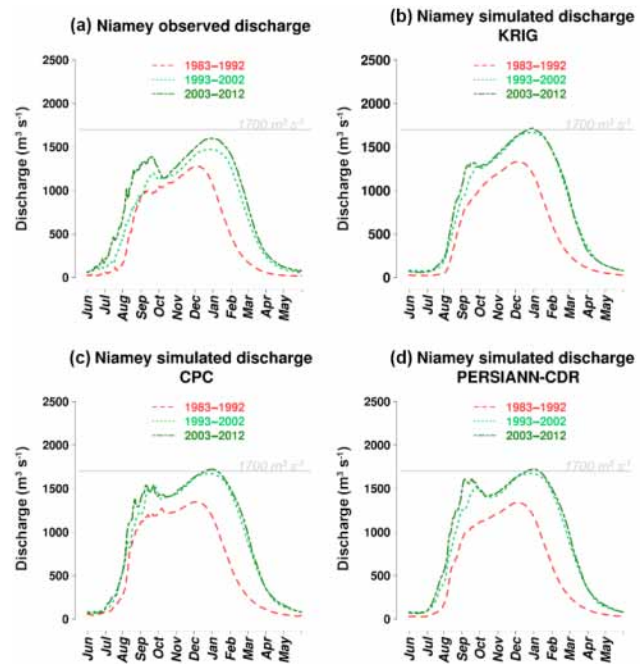 (a) Niamey observed discharge
1983–1992
1993–2002
2003–2012
2500
2000
1500
1000
500
0
1700 m³ s⁻¹
Discharge (m³ s⁻¹)
Jun Jul Aug Sep Oct Nov Dec Jan Feb Mar Apr May
(b) Niamey simulated discharge
KRIG
1983–1992
1993–2002
2003–2012
2500
2000
1500
1000
500
0
1700 m³ s⁻¹
Discharge (m³ s⁻¹)
Jun Jul Aug Sep Oct Nov Dec Jan Feb Mar Apr May
(c) Niamey simulated discharge
CPC
1983–1992
1993–2002
2003–2012
2500
2000
1500
1000
500
0
1700 m³ s⁻¹
Discharge (m³ s⁻¹)
Jun Jul Aug Sep Oct Nov Dec Jan Feb Mar Apr May
(d) Niamey simulated discharge
PERSIANN-CDR
1983–1992
1993–2002
2003–2012
2500
2000
1500
1000
500
0
1700 m³ s⁻¹
Discharge (m³ s⁻¹)
Jun Jul Aug Sep Oct Nov Dec Jan Feb Mar Apr May